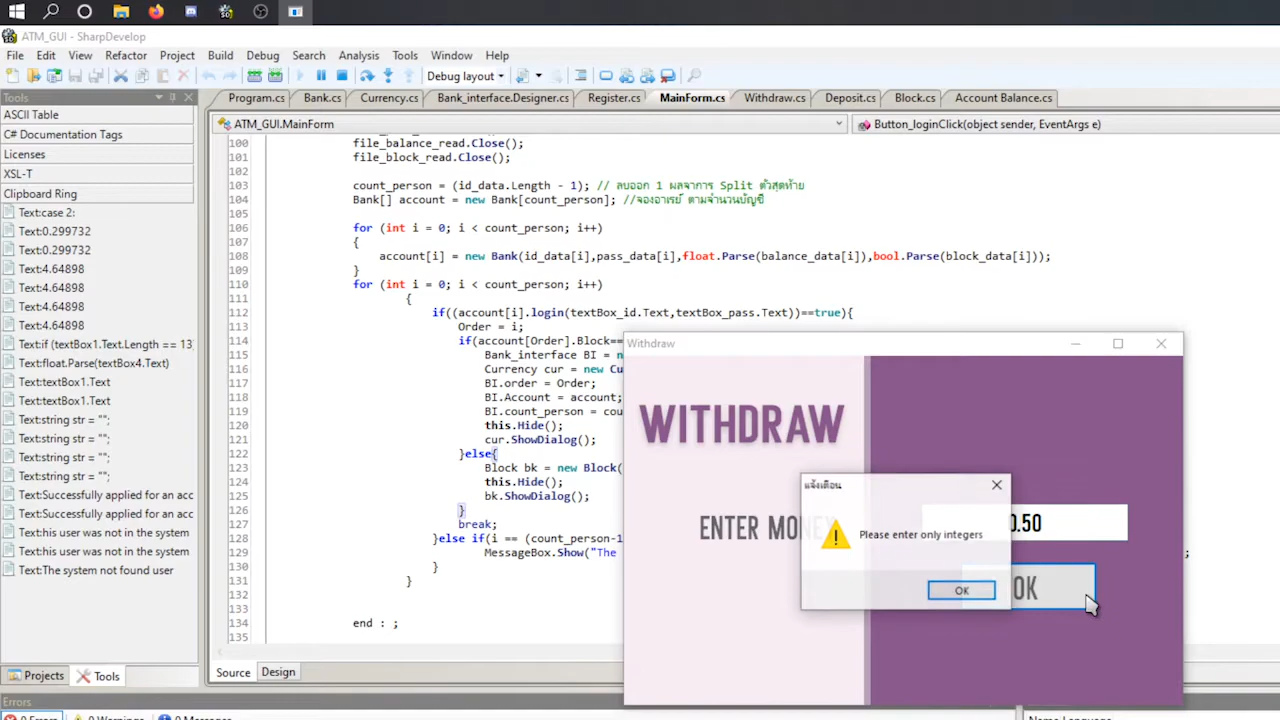 ATM_GUI - SharpDevelop
File Edit View Refactor Project Build Debug Search Analysis Tools Window Help
Debug layout
Tools
Program.cs Bank.cs Currency.cs Bank_interface.Designer.cs Register.cs MainForm.cs Withdraw.cs Deposit.cs Block.cs Account Balance.cs
ATM_GUI.MainForm
Button_loginClick(object sender, EventArgs e)
ASCII Table
C# Documentation Tags
Licenses
XSL-T
Clipboard Ring
Text:case 2:
Text:0.299732
Text:0.299732
Text:4.64898
Text:4.64898
Text:4.64898
Text:4.64898
Text:if (textBox1.Text.Length == 13)
Text:float.Parse(textBox4.Text)
Text:textBox1.Text
Text:textBox1.Text
Text:string str = "";
Text:string str = "";
Text:string str = "";
Text:string str = "";
Text:Successfully applied for an acc
Text:Successfully applied for an acc
Text:this user was not in the system
Text:this user was not in the system
Text:The system not found user
Projects Tools
100 file_balance_read.Close();
101 file_block_read.Close();
102
103 count_person = (id_data.Length - 1); // ลบออก 1 ผลจาการ Split ตัวสุดท้าย
104 Bank[] account = new Bank[count_person]; //จองอาเรย์ ตามจำนวนบัญชี
105
106 for (int i = 0; i < count_person; i++)
107 {
108 account[i] = new Bank(id_data[i],pass_data[i],float.Parse(balance_data[i]),bool.Parse(block_data[i]));
109 }
110 for (int i = 0; i < count_person; i++)
111 {
112 if((account[i].login(textBox_id.Text,textBox_pass.Text))==true){
113 Order = i;
114 if(account[Order].Block==
115 Bank_interface BI = n
116 Currency cur = new Cu
117 BI.order = Order;
118 BI.Account = account;
119 BI.count_person = cou
120 this.Hide();
121 cur.ShowDialog();
122 }else{
123 Block bk = new Block(
124 this.Hide();
125 bk.ShowDialog();
126 }
127 break;
128 }else if(i == (count_person-1
129 MessageBox.Show("The ;
130 }
131 }
132
133
134 end : ;
135
Source Design
Withdraw
WITHDRAW
ENTER MONEY
0.50
OK
แจ้งเตือน
Please enter only integers
OK
Errors
0 Errors 0 Warnings 0 Messages